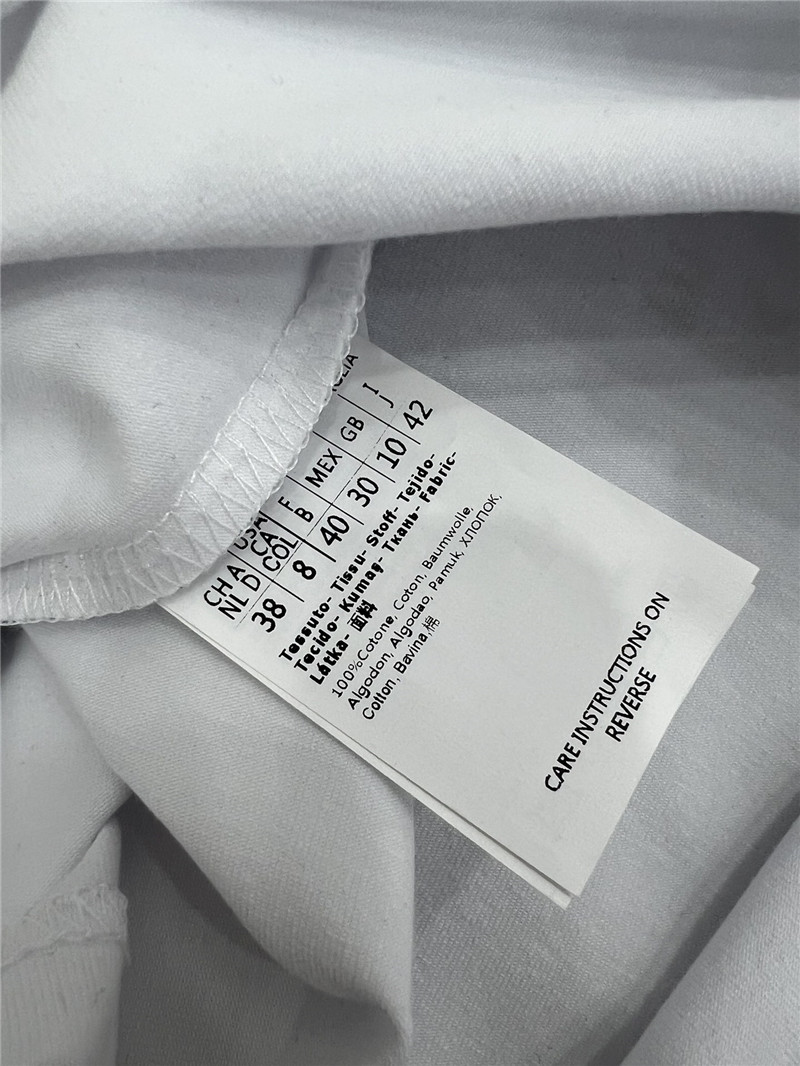 CH A | USA | MEX | GB | I
NL D | CA COL | B | J
38 | 8 | 40 | 30 | 10 | 42
Tessuto- Tissu- Stoff- Tejido-
Tecido- Kumaş- Ткань- Fabric-
Látka- 面料
100%Cotone, Coton, Baumwolle,
Algodon, Algodao, Pamuk, ХЛОПОК,
Cotton, Bavlna,棉
CARE INSTRUCTIONS ON
REVERSE